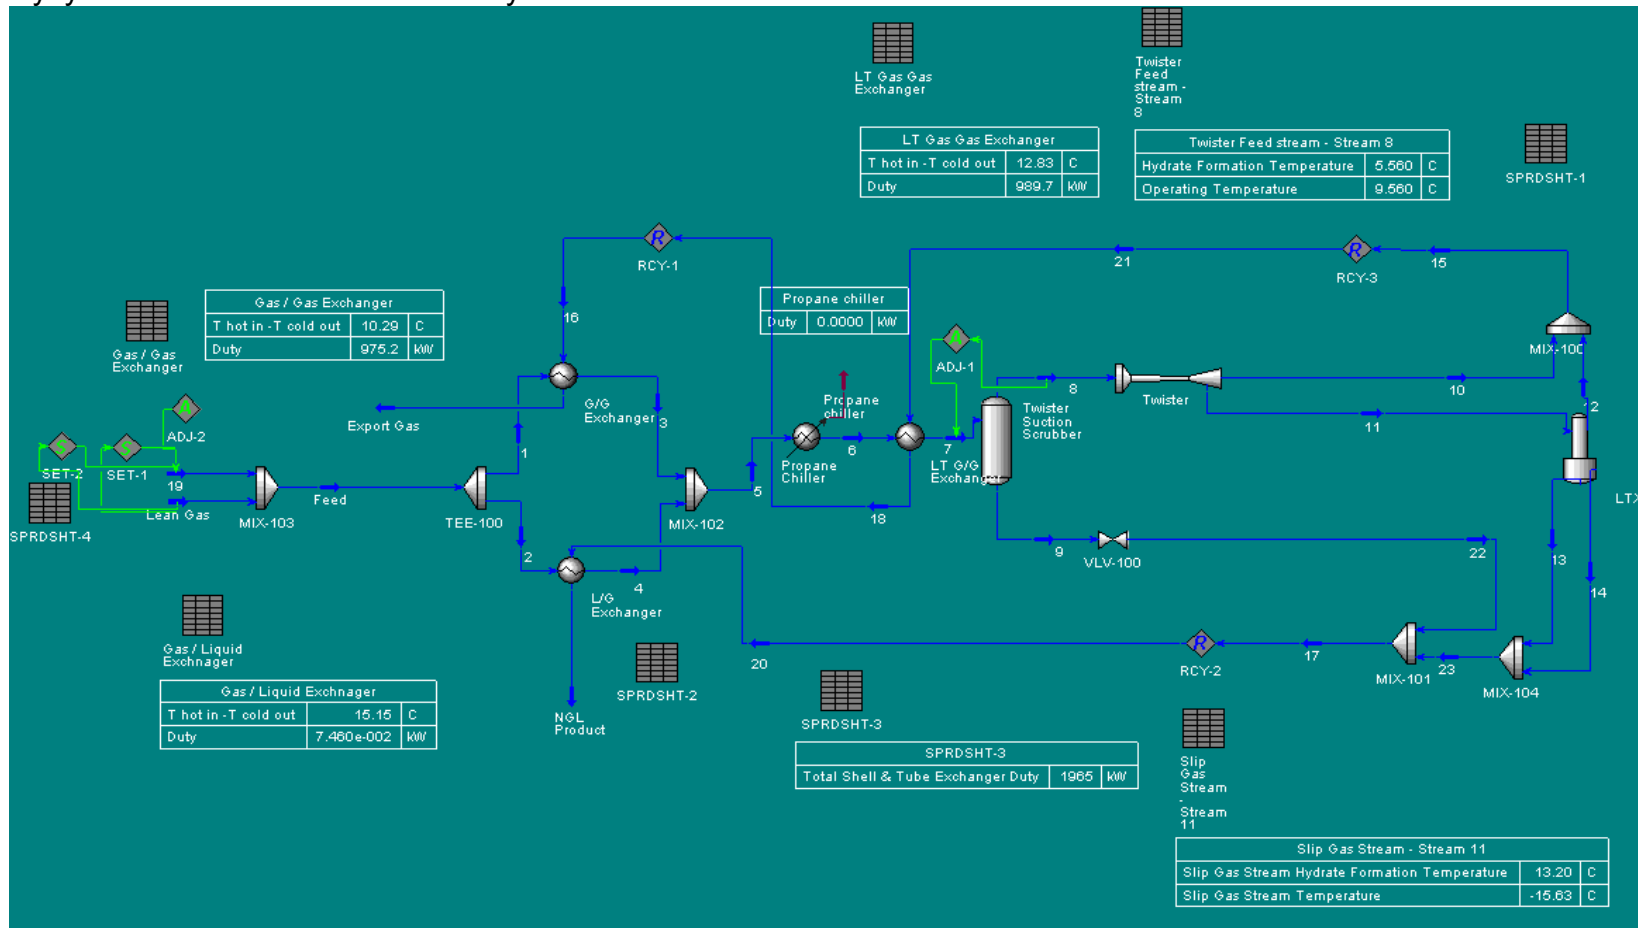 LT Gas Gas
Exchanger
Twister
Feed
stream -
Stream
8
LT Gas Gas Exchanger
T hot in -T cold out 12.83 C
Duty 989.7 kW
Twister Feed stream - Stream 8
Hydrate Formation Temperature 5.560 C
Operating Temperature 9.560 C
SPRDSHT-1
R
RCY-1
21
R
RCY-3
15
Gas / Gas Exchanger
T hot in -T cold out 10.29 C
Duty 975.2 kW
Gas / Gas
Exchanger
16
Propane chiller
Duty 0.0000 kW
A
ADJ-1
MIX-100
8
Twister
10
12
11
Export Gas
G/G
Exchanger
3
Propane
chiller
Twister
Suction
Scrubber
A
ADJ-2
S
SET-2
S
SET-1
19
Lean Gas
SPRDSHT-4
MIX-103
Feed
TEE-100
1
2
MIX-102
5
Propane
Chiller
6
LT G/G
Exchanger
7
18
9
VLV-100
22
13
14
LTX
L/G
Exchanger
4
Gas / Liquid
Exchnager
Gas / Liquid Exchnager
T hot in -T cold out 15.15 C
Duty 7.460e-002 kW
NGL
Product
SPRDSHT-2
20
R
RCY-2
17
MIX-101
23
MIX-104
SPRDSHT-3
SPRDSHT-3
Total Shell & Tube Exchanger Duty 1965 kW
Slip
Gas
Stream
-
Stream
11
Slip Gas Stream - Stream 11
Slip Gas Stream Hydrate Formation Temperature 13.20 C
Slip Gas Stream Temperature -15.63 C